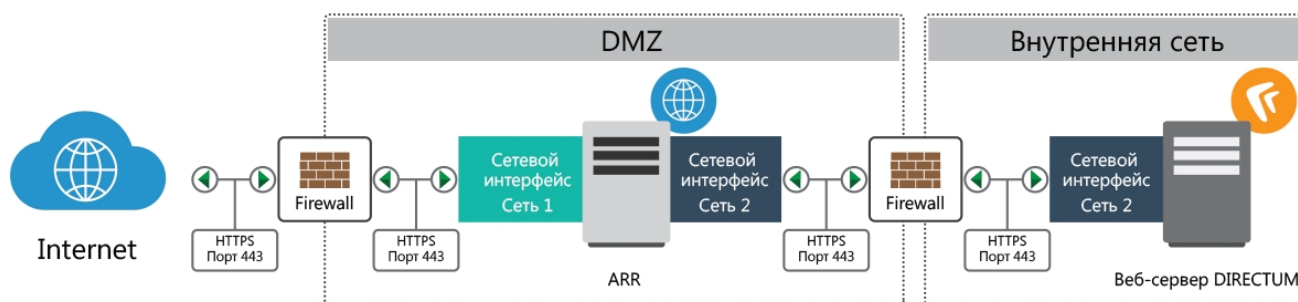 DMZ
Внутренняя сеть
Internet
HTTPS
Порт 443
Firewall
HTTPS
Порт 443
Сетевой
интерфейс
Сеть 1
ARR
Сетевой
интерфейс
Сеть 2
HTTPS
Порт 443
Firewall
HTTPS
Порт 443
Сетевой
интерфейс
Сеть 2
Веб-сервер DIRECTUM